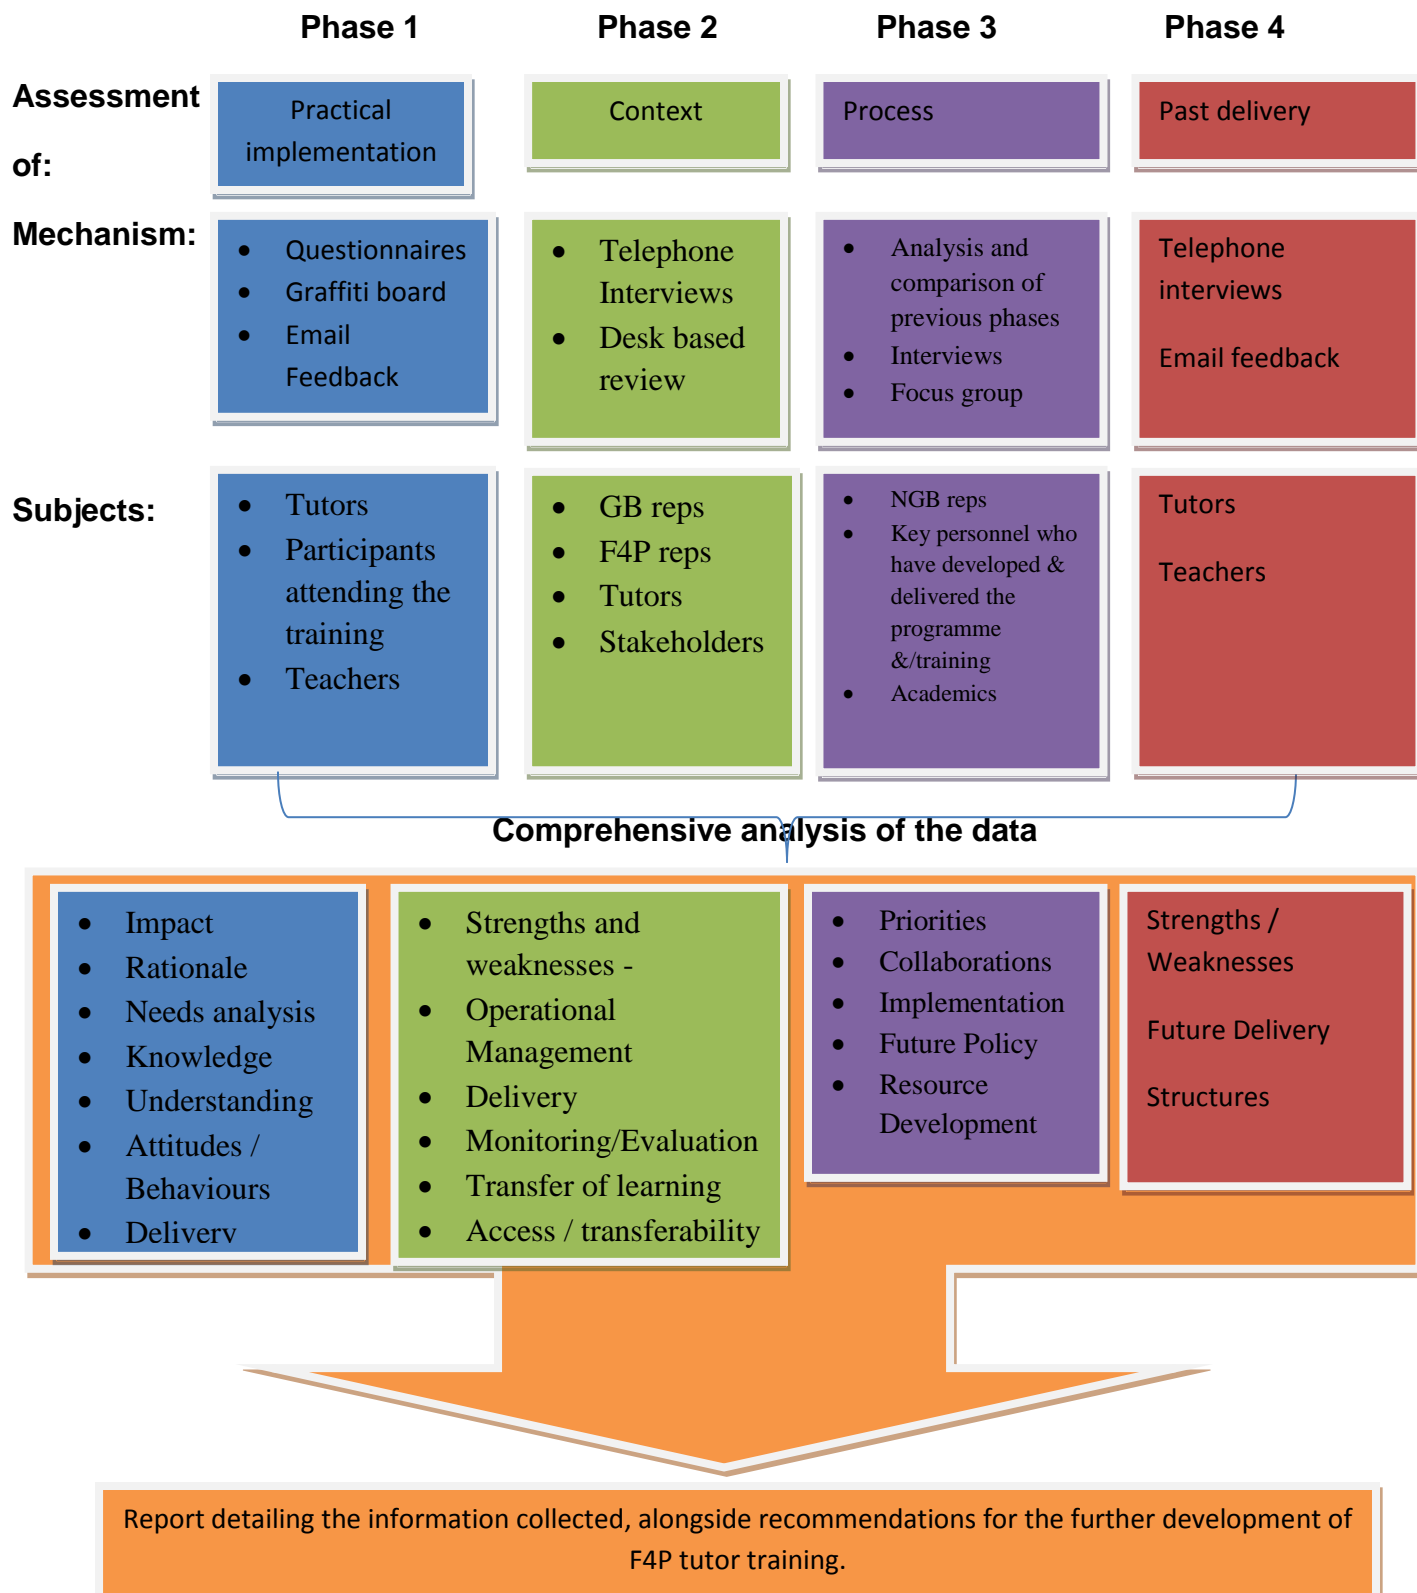 Phase 1 Phase 2 Phase 3 Phase 4
Assessment
of:
Practical
implementation
Context
Process
Past delivery
Mechanism:
• Questionnaires
• Graffiti board
• Email
Feedback
• Telephone
Interviews
• Desk based
review
• Analysis and
comparison of
previous phases
• Interviews
• Focus group
Telephone
interviews
Email feedback
Subjects:
• Tutors
• Participants
attending the
training
• Teachers
• GB reps
• F4P reps
• Tutors
• Stakeholders
• NGB reps
• Key personnel who
have developed &
delivered the
programme
&/training
• Academics
Tutors
Teachers
Comprehensive analysis of the data
• Impact
• Rationale
• Needs analysis
• Knowledge
• Understanding
• Attitudes /
Behaviours
• Delivery
• Strengths and
weaknesses -
• Operational
Management
• Delivery
• Monitoring/Evaluation
• Transfer of learning
• Access / transferability
• Priorities
• Collaborations
• Implementation
• Future Policy
• Resource
Development
Strengths /
Weaknesses
Future Delivery
Structures
Report detailing the information collected, alongside recommendations for the further development of
F4P tutor training.